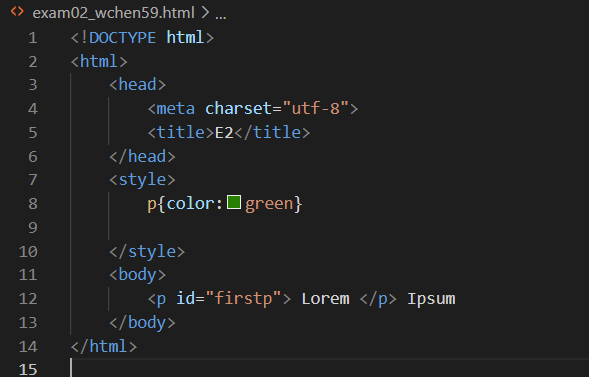 <> exam02_wchen59.html > ...
1 <!DOCTYPE html>
2 <html>
3     <head>
4         <meta charset="utf-8">
5         <title>E2</title>
6     </head>
7     <style>
8         p{color:green}
9
10     </style>
11     <body>
12         <p id="firstp"> Lorem </p> Ipsum
13     </body>
14 </html>
15